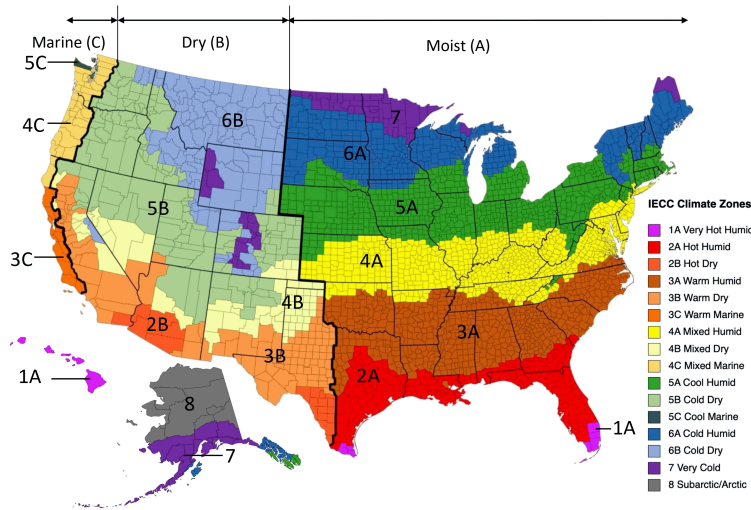 Marine (C)
Dry (B)
Moist (A)
5C
4C
6B
7
6A
5B
5A
3C
4A
4B
2B
3B
3A
1A
2A
8
7
1A
IECC Climate Zones
1A Very Hot Humid
2A Hot Humid
2B Hot Dry
3A Warm Humid
3B Warm Dry
3C Warm Marine
4A Mixed Humid
4B Mixed Dry
4C Mixed Marine
5A Cool Humid
5B Cold Dry
5C Cool Marine
6A Cold Humid
6B Cold Dry
7 Very Cold
8 Subarctic/Arctic